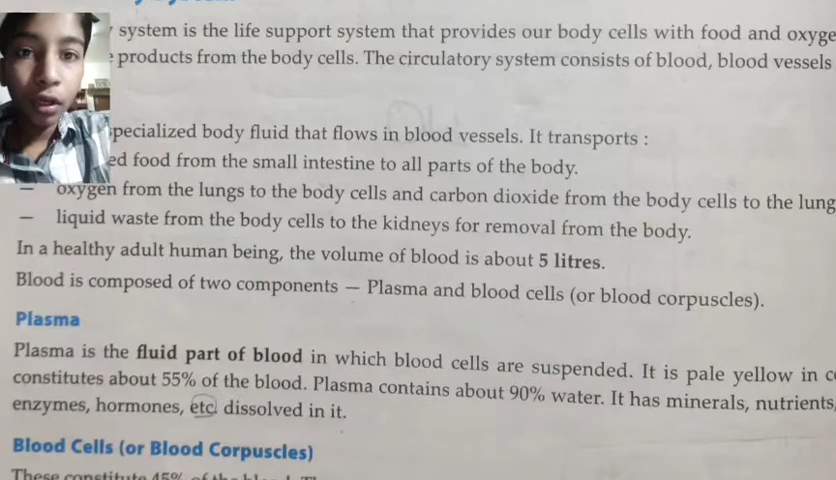 system is the life support system that provides our body cells with food and
products from the body cells. The circulatory system consists of blood, blood vessels
specialized body fluid that flows in blood vessels. It transports :
ed food from the small intestine to all parts of the body.
— oxygen from the lungs to the body cells and carbon dioxide from the body cells to the
— liquid waste from the body cells to the kidneys for removal from the body.
In a healthy adult human being, the volume of blood is about 5 litres.
Blood is composed of two components — Plasma and blood cells (or blood corpuscles).
Plasma
Plasma is the fluid part of blood in which blood cells are suspended. It is pale yellow in
constitutes about 55% of the blood. Plasma contains about 90% water. It has minerals, nutrients,
enzymes, hormones, etc. dissolved in it.
Blood Cells (or Blood Corpuscles)
These constitute 45% of the blood.